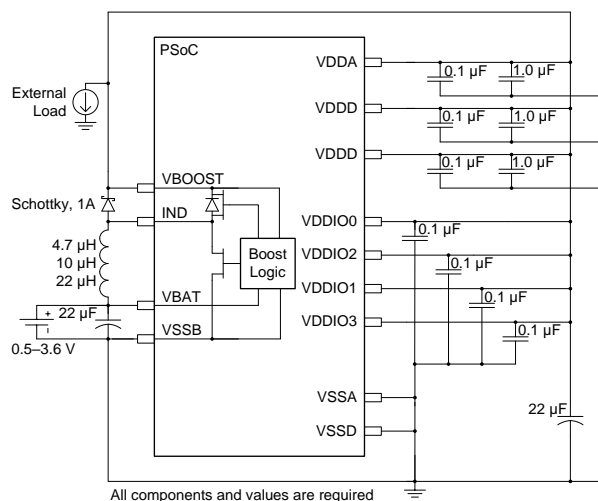 PSoC
VDDA
0.1 µF
1.0 µF
External
Load
VDDD
0.1 µF
1.0 µF
VDDD
0.1 µF
1.0 µF
VBOOST
Schottky, 1A
IND
VDDIO0
0.1 µF
4.7 µH
10 µH
22 µH
Boost
Logic
VDDIO2
0.1 µF
VBAT
VDDIO1
0.1 µF
22 µF
+
VSSB
VDDIO3
0.1 µF
0.5–3.6 V
VSSA
22 µF
VSSD
All components and values are required